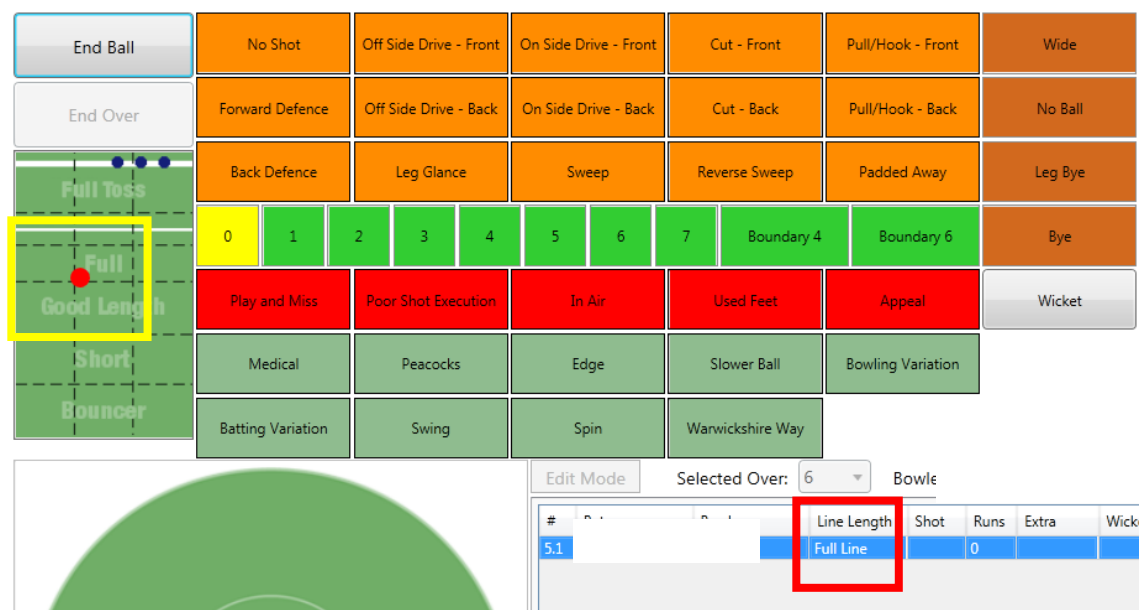 End Ball
No Shot
Off Side Drive - Front
On Side Drive - Front
Cut - Front
Pull/Hook - Front
Wide
End Over
Forward Defence
Off Side Drive - Back
On Side Drive - Back
Cut - Back
Pull/Hook - Back
No Ball
Full Toss
Back Defence
Leg Glance
Sweep
Reverse Sweep
Padded Away
Leg Bye
0
1
2
3
4
5
6
7
Boundary 4
Boundary 6
Bye
Full
Good Length
Play and Miss
Poor Shot Execution
In Air
Used Feet
Appeal
Wicket
Short
Medical
Peacocks
Edge
Slower Ball
Bowling Variation
Bouncer
Batting Variation
Swing
Spin
Warwickshire Way
Edit Mode
Selected Over: 6
# Line Length Shot Runs Extra
5.1 Full Line 0